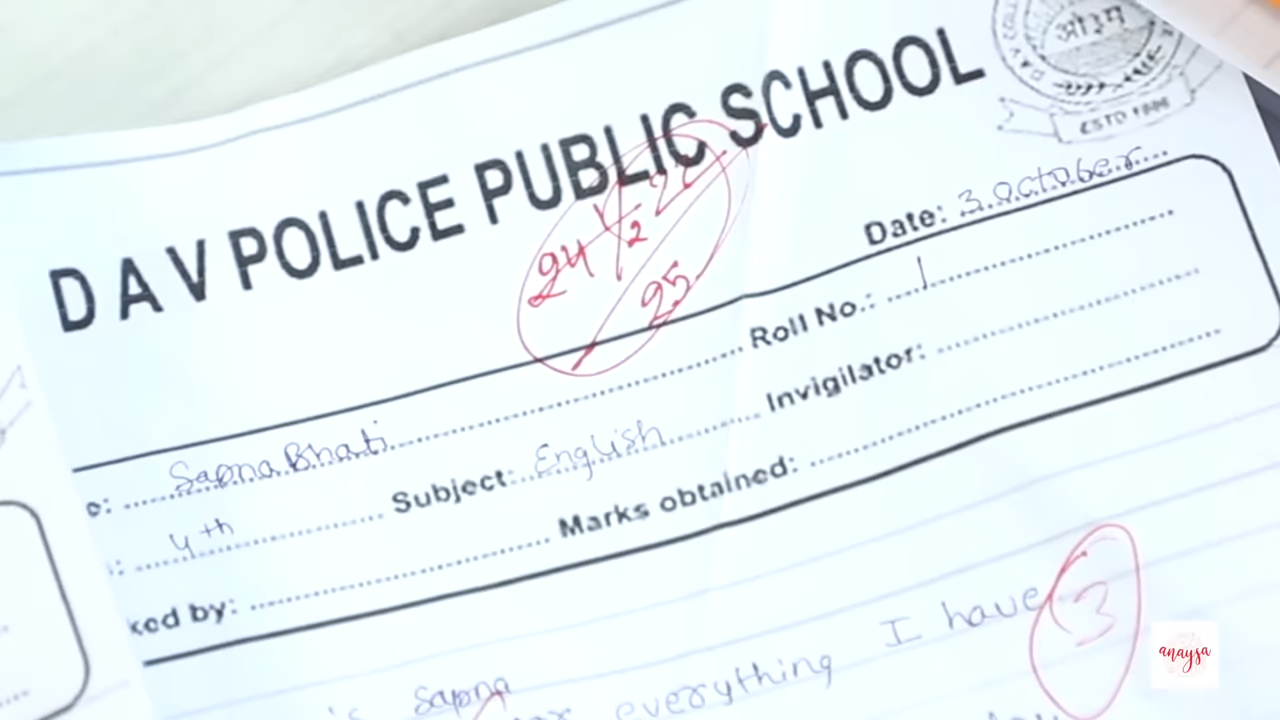 D A V POLICE PUBLIC SCHOOL
ओ३म्
ESTD 1886
24 1/2
25
Date: 3 October
Roll No.: 1
e: Sapna Bhati
: 4th Subject: English Invigilator:
ked by: Marks obtained:
3
everything I have
Sapna
anaysa